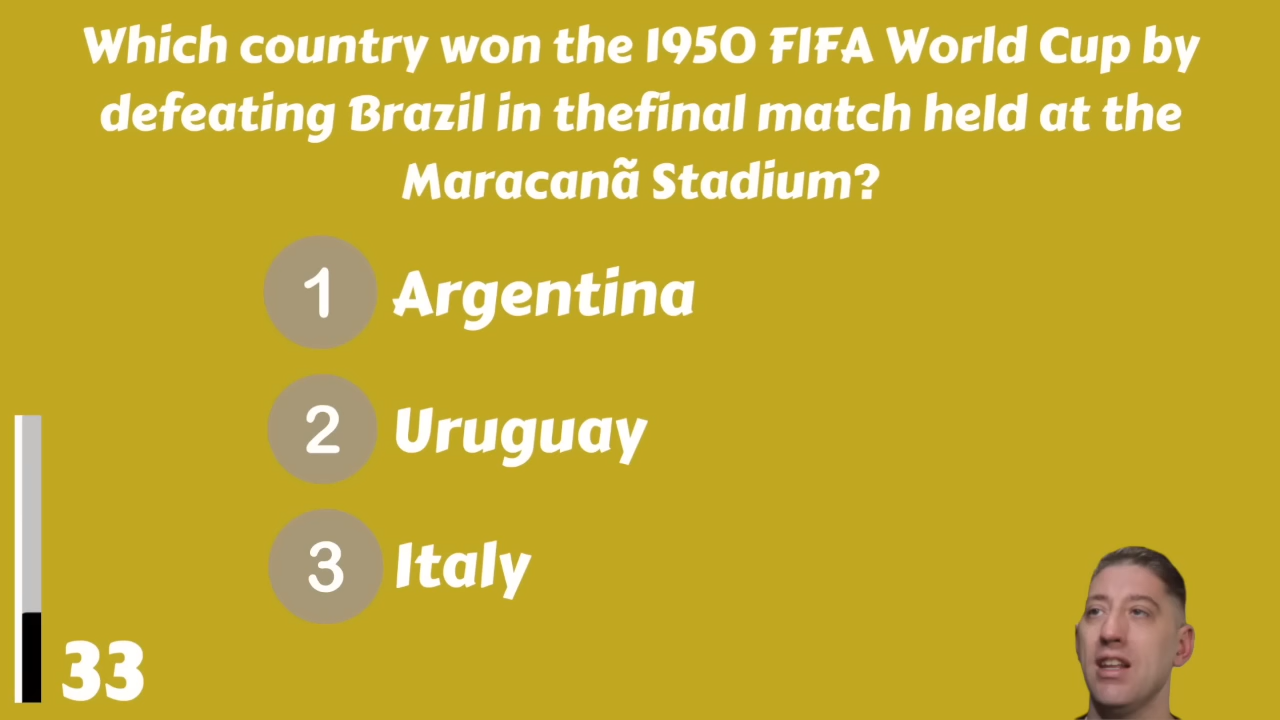 Which country won the 1950 FIFA World Cup by
defeating Brazil in thefinal match held at the
Maracanã Stadium?
1 Argentina
2 Uruguay
3 Italy
33